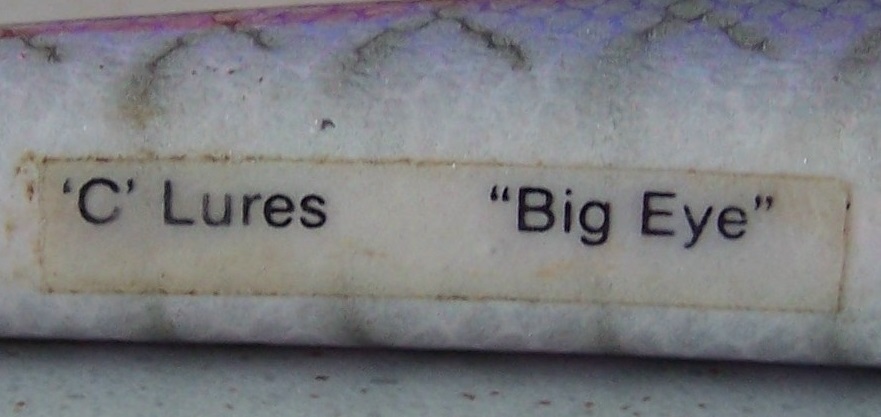 ‘C’ Lures “Big Eye”